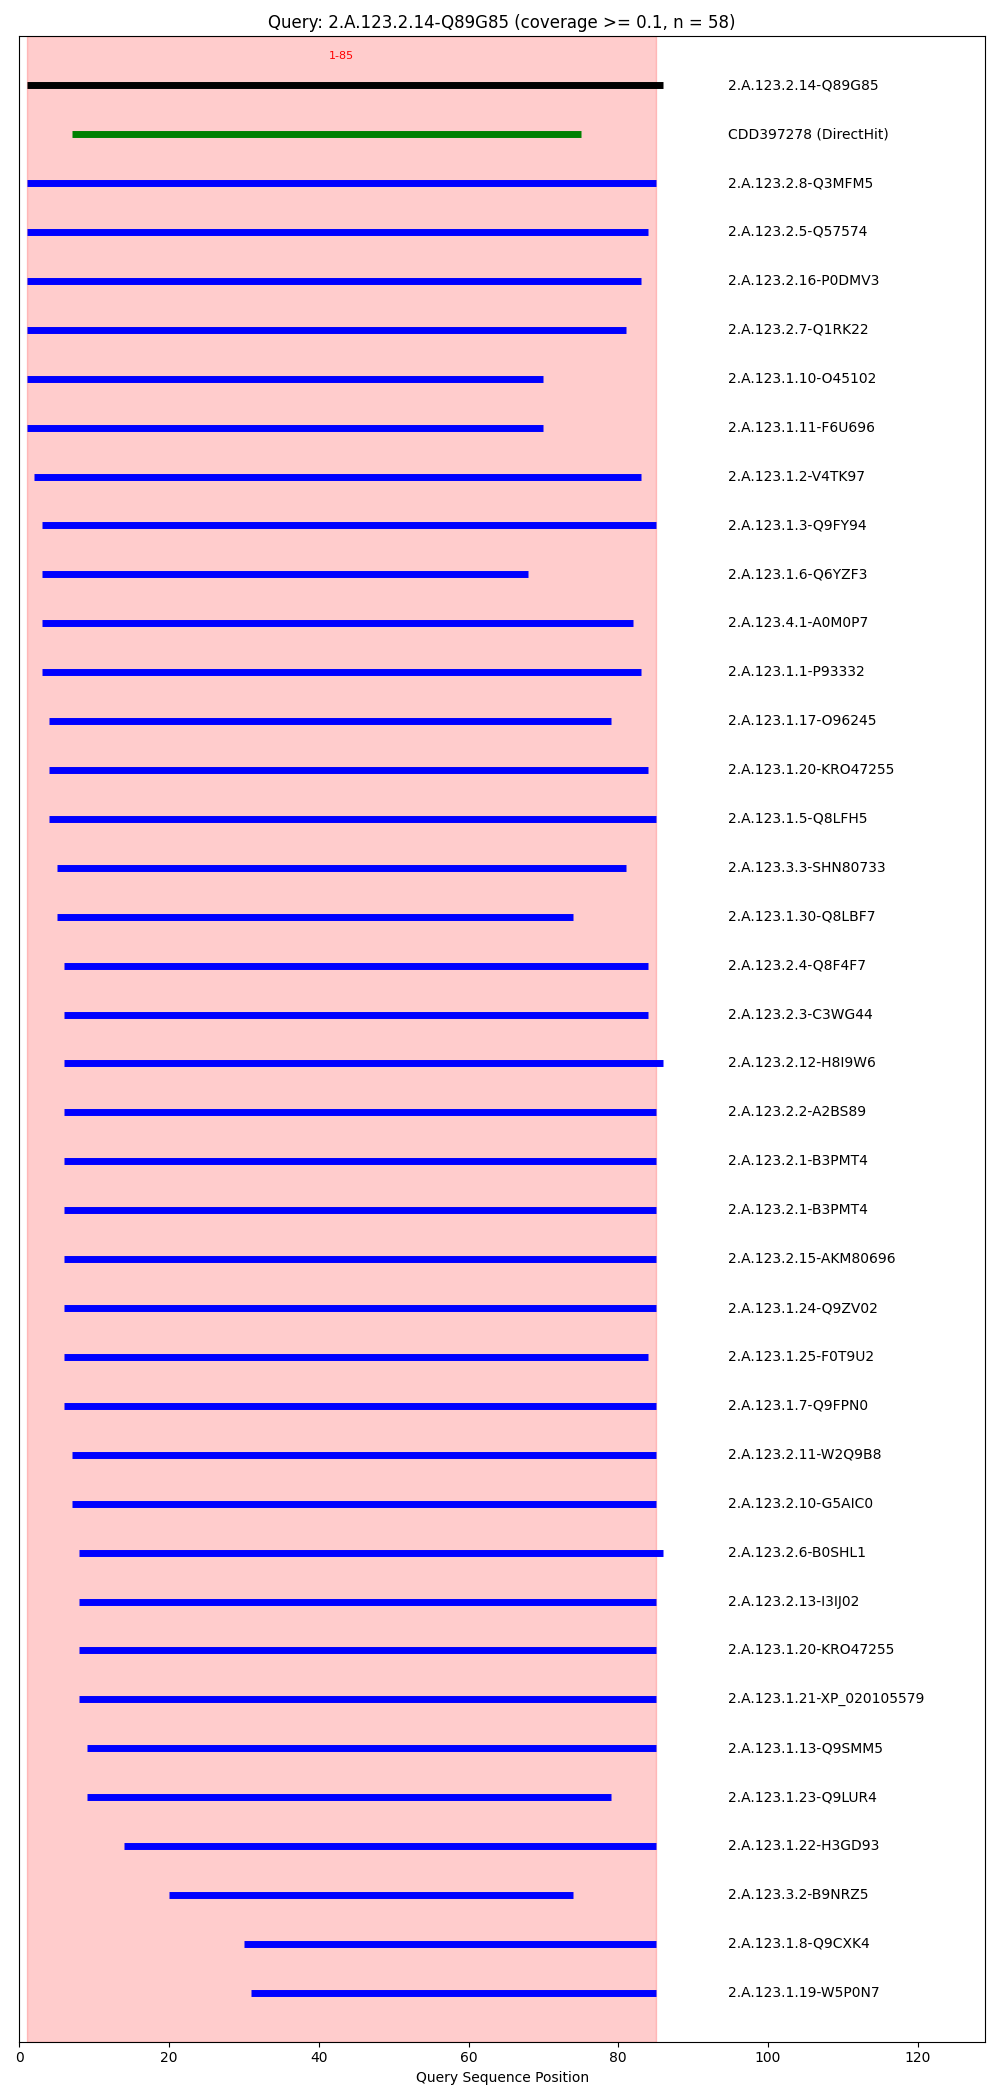 Query: 2.A.123.2.14-Q89G85 (coverage >= 0.1, n = 58)
1-85
2.A.123.2.14-Q89G85
CDD397278 (DirectHit)
2.A.123.2.8-Q3MFM5
2.A.123.2.5-Q57574
2.A.123.2.16-P0DMV3
2.A.123.2.7-Q1RK22
2.A.123.1.10-O45102
2.A.123.1.11-F6U696
2.A.123.1.2-V4TK97
2.A.123.1.3-Q9FY94
2.A.123.1.6-Q6YZF3
2.A.123.4.1-A0M0P7
2.A.123.1.1-P93332
2.A.123.1.17-O96245
2.A.123.1.20-KRO47255
2.A.123.1.5-Q8LFH5
2.A.123.3.3-SHN80733
2.A.123.1.30-Q8LBF7
2.A.123.2.4-Q8F4F7
2.A.123.2.3-C3WG44
2.A.123.2.12-H8I9W6
2.A.123.2.2-A2BS89
2.A.123.2.1-B3PMT4
2.A.123.2.1-B3PMT4
2.A.123.2.15-AKM80696
2.A.123.1.24-Q9ZV02
2.A.123.1.25-F0T9U2
2.A.123.1.7-Q9FPN0
2.A.123.2.11-W2Q9B8
2.A.123.2.10-G5AIC0
2.A.123.2.6-B0SHL1
2.A.123.2.13-I3IJ02
2.A.123.1.20-KRO47255
2.A.123.1.21-XP_020105579
2.A.123.1.13-Q9SMM5
2.A.123.1.23-Q9LUR4
2.A.123.1.22-H3GD93
2.A.123.3.2-B9NRZ5
2.A.123.1.8-Q9CXK4
2.A.123.1.19-W5P0N7
0 20 40 60 80 100 120
Query Sequence Position